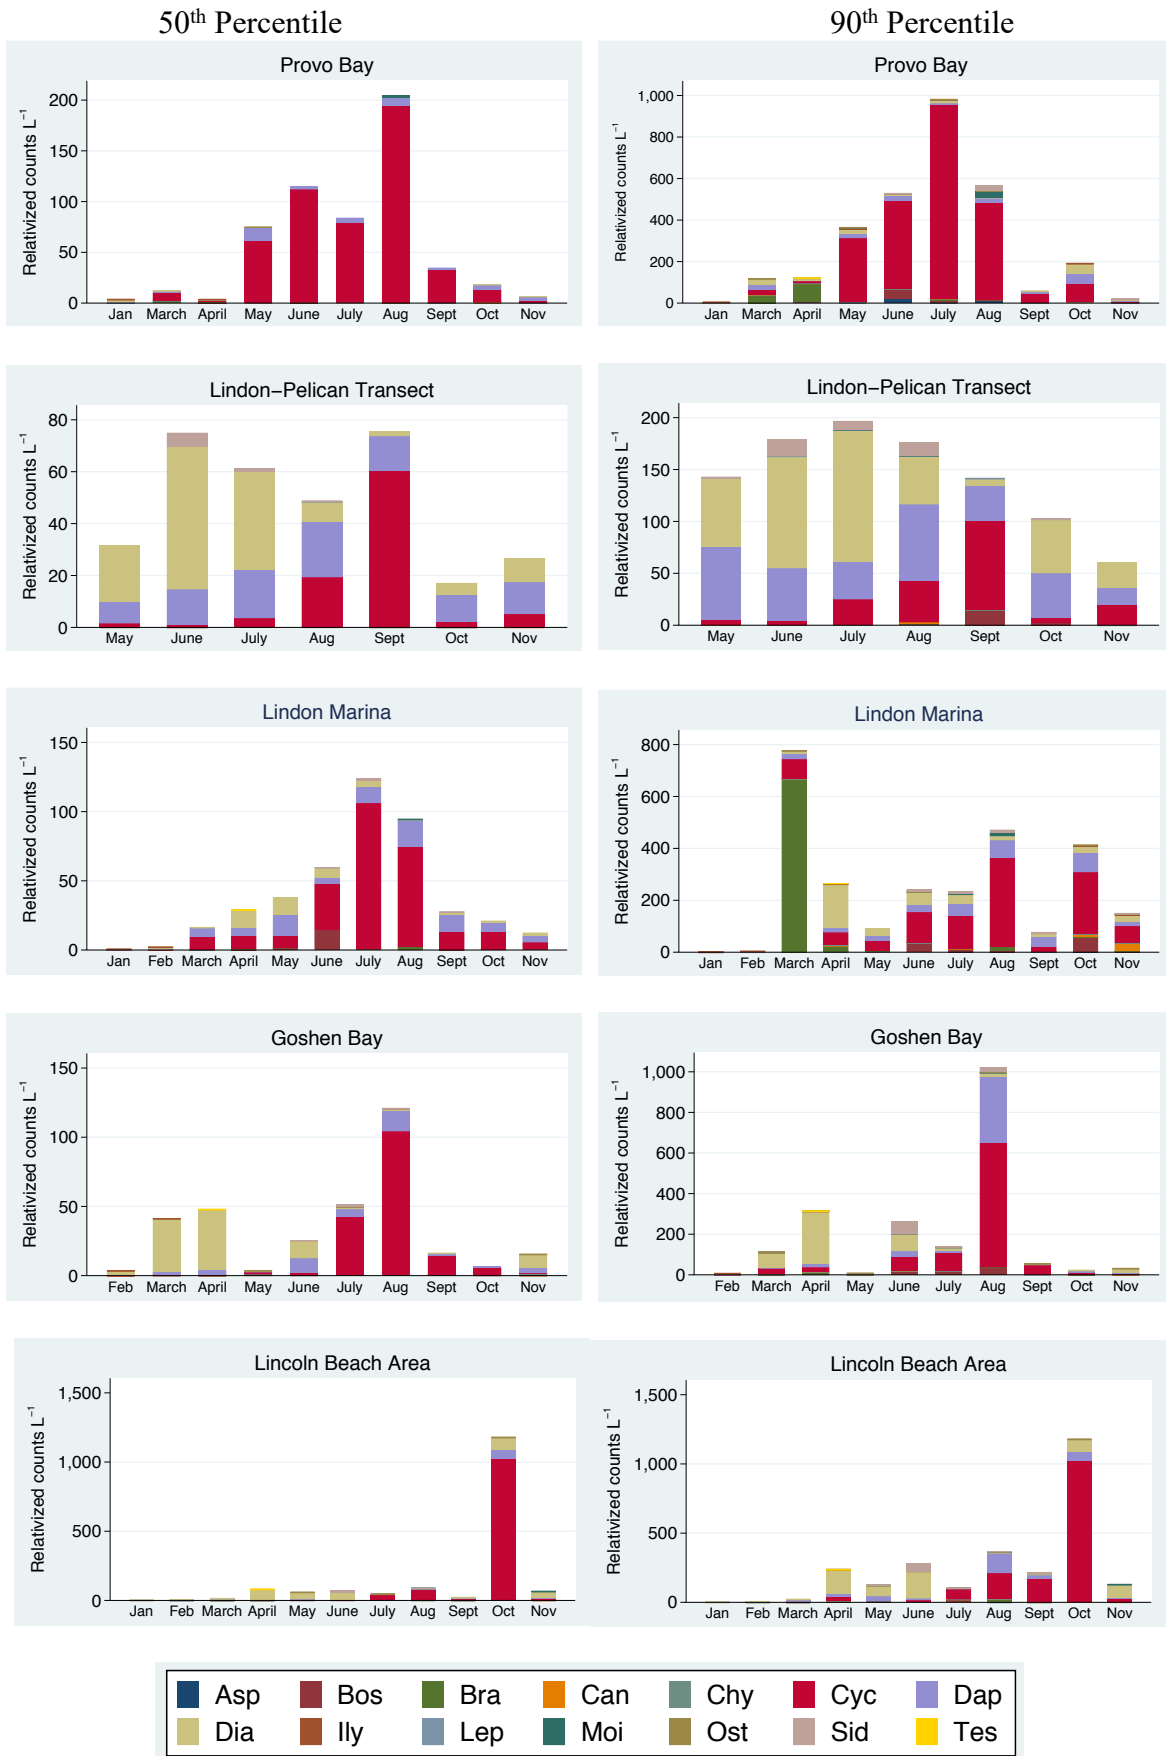 50th Percentile
90th Percentile
Provo Bay
Relativized counts L⁻¹
200
150
100
50
0
Jan March April May June July Aug Sept Oct Nov
Provo Bay
Relativized counts L⁻¹
1,000
800
600
400
200
0
Jan March April May June July Aug Sept Oct Nov
Lindon–Pelican Transect
Relativized counts L⁻¹
80
60
40
20
0
May June July Aug Sept Oct Nov
Lindon–Pelican Transect
Relativized counts L⁻¹
200
150
100
50
0
May June July Aug Sept Oct Nov
Lindon Marina
Relativized counts L⁻¹
150
100
50
0
Jan Feb March April May June July Aug Sept Oct Nov
Lindon Marina
Relativized counts L⁻¹
800
600
400
200
0
Jan Feb March April May June July Aug Sept Oct Nov
Goshen Bay
Relativized counts L⁻¹
150
100
50
0
Feb March April May June July Aug Sept Oct Nov
Goshen Bay
Relativized counts L⁻¹
1,000
800
600
400
200
0
Feb March April May June July Aug Sept Oct Nov
Lincoln Beach Area
Relativized counts L⁻¹
1,500
1,000
500
0
Jan Feb March April May June July Aug Sept Oct Nov
Lincoln Beach Area
Relativized counts L⁻¹
1,500
1,000
500
0
Jan Feb March April May June July Aug Sept Oct Nov
Asp Bos Bra Can Chy Cyc Dap
Dia Ily Lep Moi Ost Sid Tes